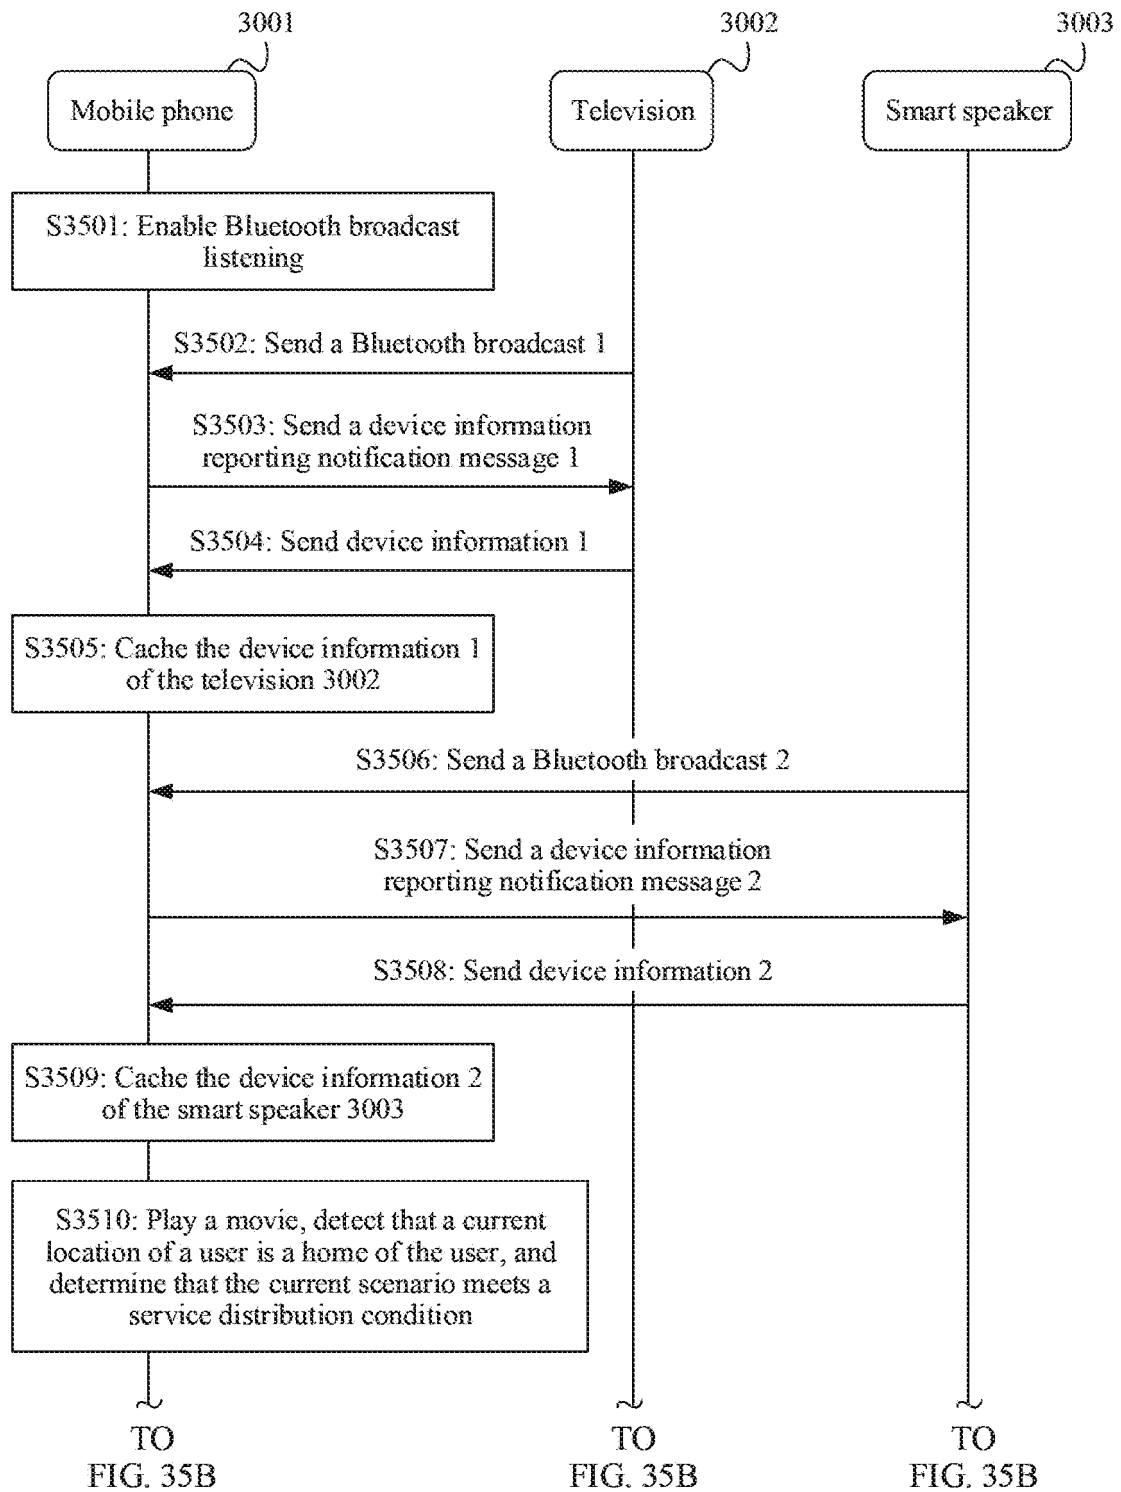 3001
3002
3003
Mobile phone
Television
Smart speaker
S3501: Enable Bluetooth broadcast
listening
S3502: Send a Bluetooth broadcast 1
S3503: Send a device information
reporting notification message 1
S3504: Send device information 1
S3505: Cache the device information 1
of the television 3002
S3506: Send a Bluetooth broadcast 2
S3507: Send a device information
reporting notification message 2
S3508: Send device information 2
S3509: Cache the device information 2
of the smart speaker 3003
S3510: Play a movie, detect that a current
location of a user is a home of the user, and
determine that the current scenario meets a
service distribution condition
TO
FIG. 35B
TO
FIG. 35B
TO
FIG. 35B